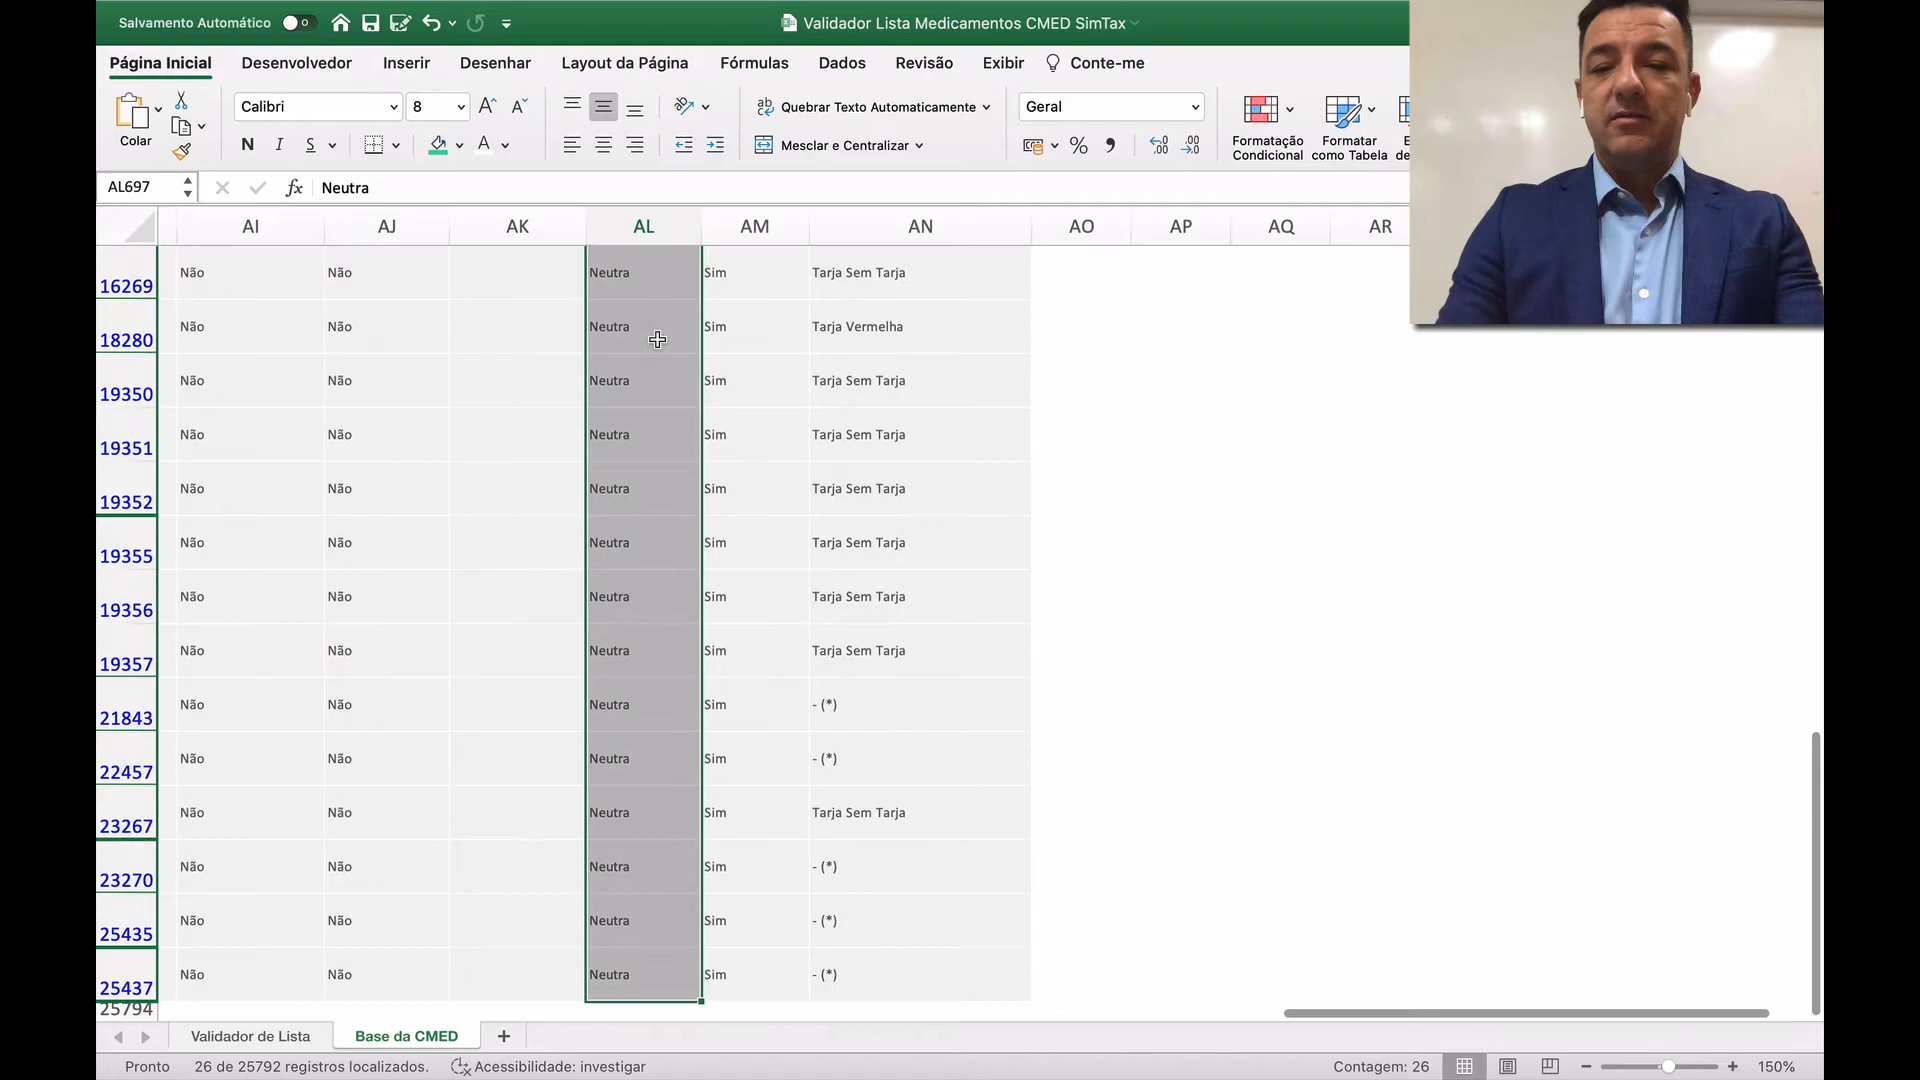 Salvamento Automático
Validador Lista Medicamentos CMED SimTax
Página Inicial Desenvolvedor Inserir Desenhar Layout da Página Fórmulas Dados Revisão Exibir Conte-me
Colar
Calibri 8
N I S
Quebrar Texto Automaticamente
Mesclar e Centralizar
Geral
Formatação Condicional
Formatar como Tabela
AL697 fx Neutra
AI AJ AK AL AM AN AO AP AQ AR
16269 Não Não Neutra Sim Tarja Sem Tarja
18280 Não Não Neutra Sim Tarja Vermelha
19350 Não Não Neutra Sim Tarja Sem Tarja
19351 Não Não Neutra Sim Tarja Sem Tarja
19352 Não Não Neutra Sim Tarja Sem Tarja
19355 Não Não Neutra Sim Tarja Sem Tarja
19356 Não Não Neutra Sim Tarja Sem Tarja
19357 Não Não Neutra Sim Tarja Sem Tarja
21843 Não Não Neutra Sim - (*)
22457 Não Não Neutra Sim - (*)
23267 Não Não Neutra Sim Tarja Sem Tarja
23270 Não Não Neutra Sim - (*)
25435 Não Não Neutra Sim - (*)
25437 Não Não Neutra Sim - (*)
25794
Validador de Lista Base da CMED +
Pronto 26 de 25792 registros localizados. Acessibilidade: investigar Contagem: 26 150%